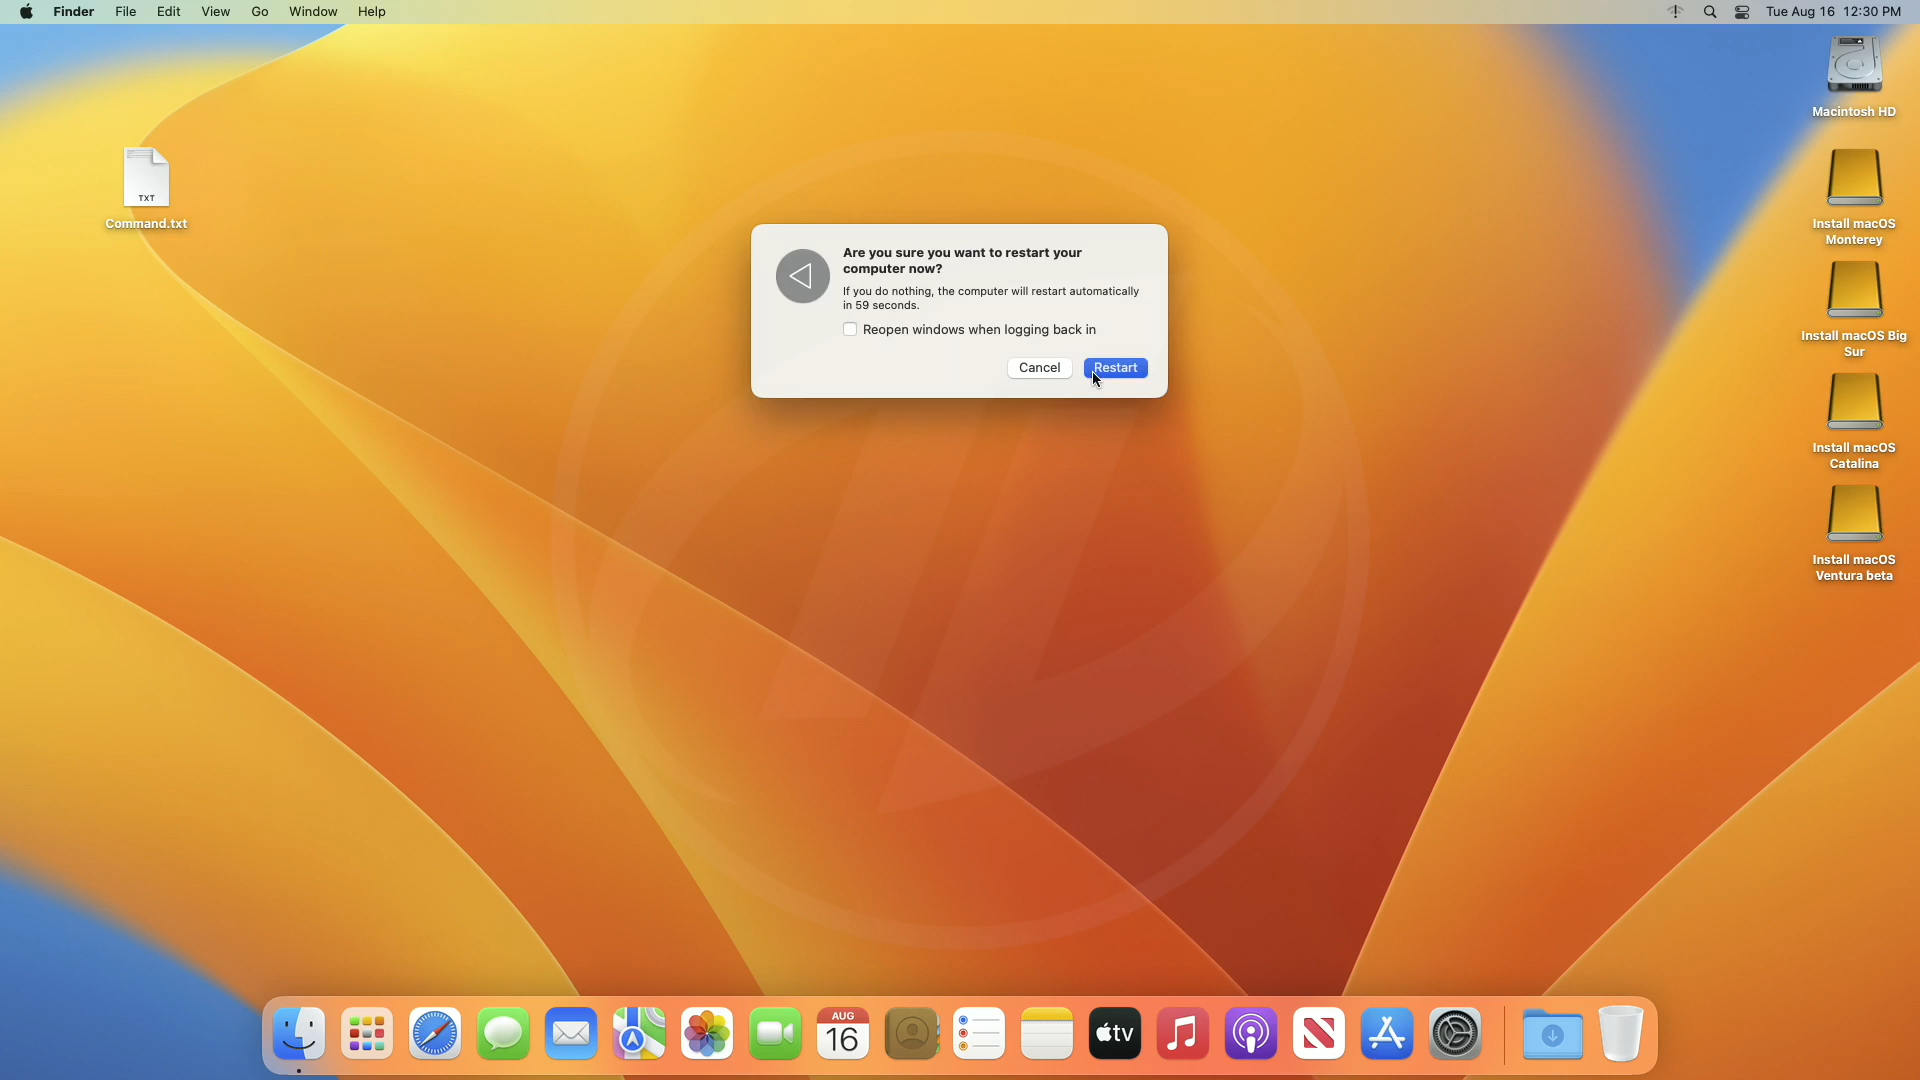 Finder File Edit View Go Window Help
Tue Aug 16 12:30 PM
Macintosh HD
TXT
Command.txt
Install macOS
Monterey
Are you sure you want to restart your
computer now?
If you do nothing, the computer will restart automatically
in 59 seconds.
Reopen windows when logging back in
Cancel
Restart
Install macOS Big
Sur
Install macOS
Catalina
Install macOS
Ventura beta
AUG
16
tv